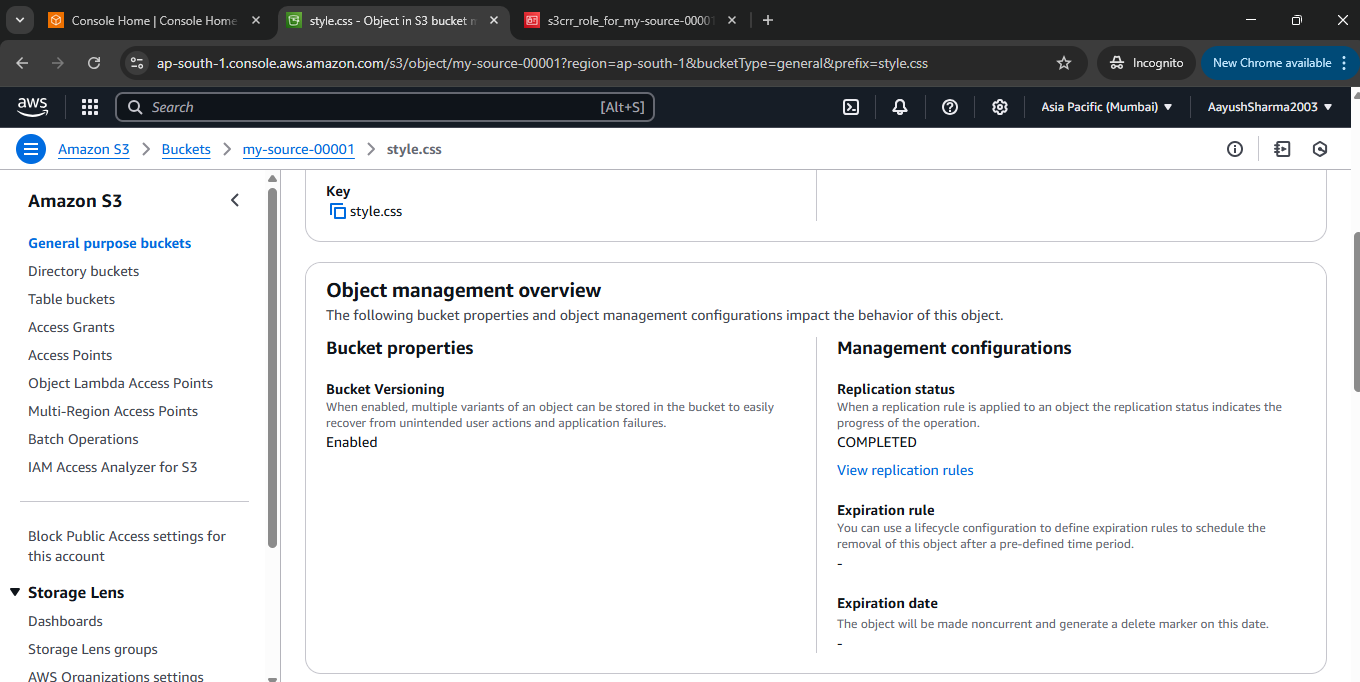 Console Home | Console Home
style.css - Object in S3 bucket m
s3crr_role_for_my-source-00001
ap-south-1.console.aws.amazon.com/s3/object/my-source-00001?region=ap-south-1&bucketType=general&prefix=style.css
Incognito
New Chrome available
aws
Search
[Alt+S]
Asia Pacific (Mumbai)
AayushSharma2003
Amazon S3
Buckets
my-source-00001
style.css
Amazon S3
General purpose buckets
Directory buckets
Table buckets
Access Grants
Access Points
Object Lambda Access Points
Multi-Region Access Points
Batch Operations
IAM Access Analyzer for S3
Block Public Access settings for
this account
Storage Lens
Dashboards
Storage Lens groups
AWS Organizations settings
Key
style.css
Object management overview
The following bucket properties and object management configurations impact the behavior of this object.
Bucket properties
Bucket Versioning
When enabled, multiple variants of an object can be stored in the bucket to easily
recover from unintended user actions and application failures.
Enabled
Management configurations
Replication status
When a replication rule is applied to an object the replication status indicates the
progress of the operation.
COMPLETED
View replication rules
Expiration rule
You can use a lifecycle configuration to define expiration rules to schedule the
removal of this object after a pre-defined time period.
-
Expiration date
The object will be made noncurrent and generate a delete marker on this date.
-